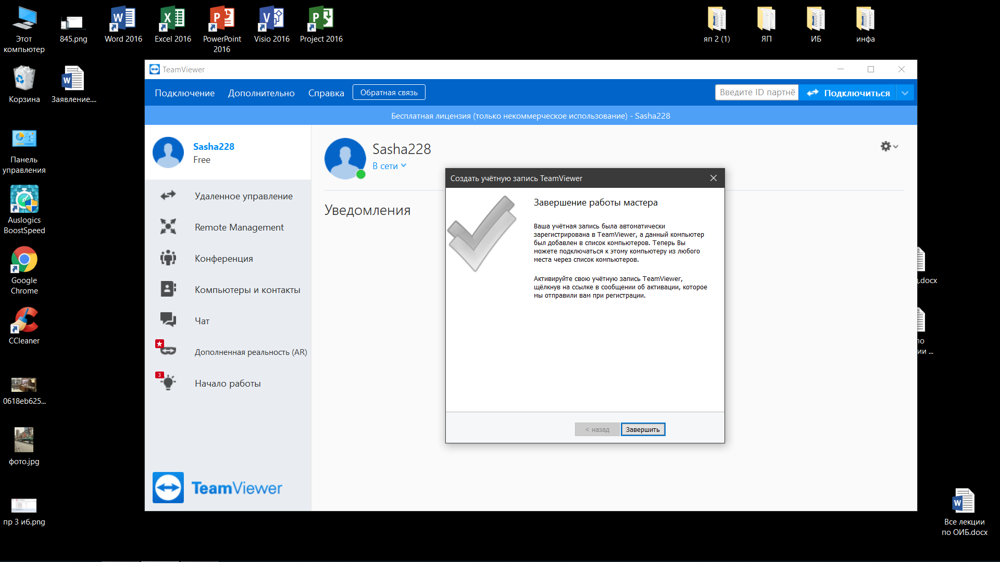 Этот
компьютер
845.png
Word 2016
Excel 2016
PowerPoint
2016
Visio 2016
Project 2016
яп 2 (1)
ЯП
ИБ
инфа
Корзина
Заявление....
Панель
управления
Auslogics
BoostSpeed
Google
Chrome
CCleaner
0618eb625...
фото.jpg
пр 3 иб.png
TeamViewer
Подключение
Дополнительно
Справка
Обратная связь
Введите ID партнё
Подключиться
Бесплатная лицензия (только некоммерческое использование) - Sasha228
Sasha228
Free
Удаленное управление
Remote Management
Конференция
Компьютеры и контакты
Чат
Дополненная реальность (AR)
3
Начало работы
TeamViewer
Sasha228
В сети
Уведомления
Создать учётную запись TeamViewer
Завершение работы мастера
Ваша учётная запись была автоматически
зарегистрирована в TeamViewer, а данный компьютер
был добавлен в список компьютеров. Теперь Вы
можете подключаться к этому компьютеру из любого
места через список компьютеров.
Активируйте свою учётную запись TeamViewer,
щёлкнув на ссылке в сообщении об активации, которое
мы отправили вам при регистрации.
< назад
Завершить
.docx
ии ...
Все лекции
по ОИБ.docx